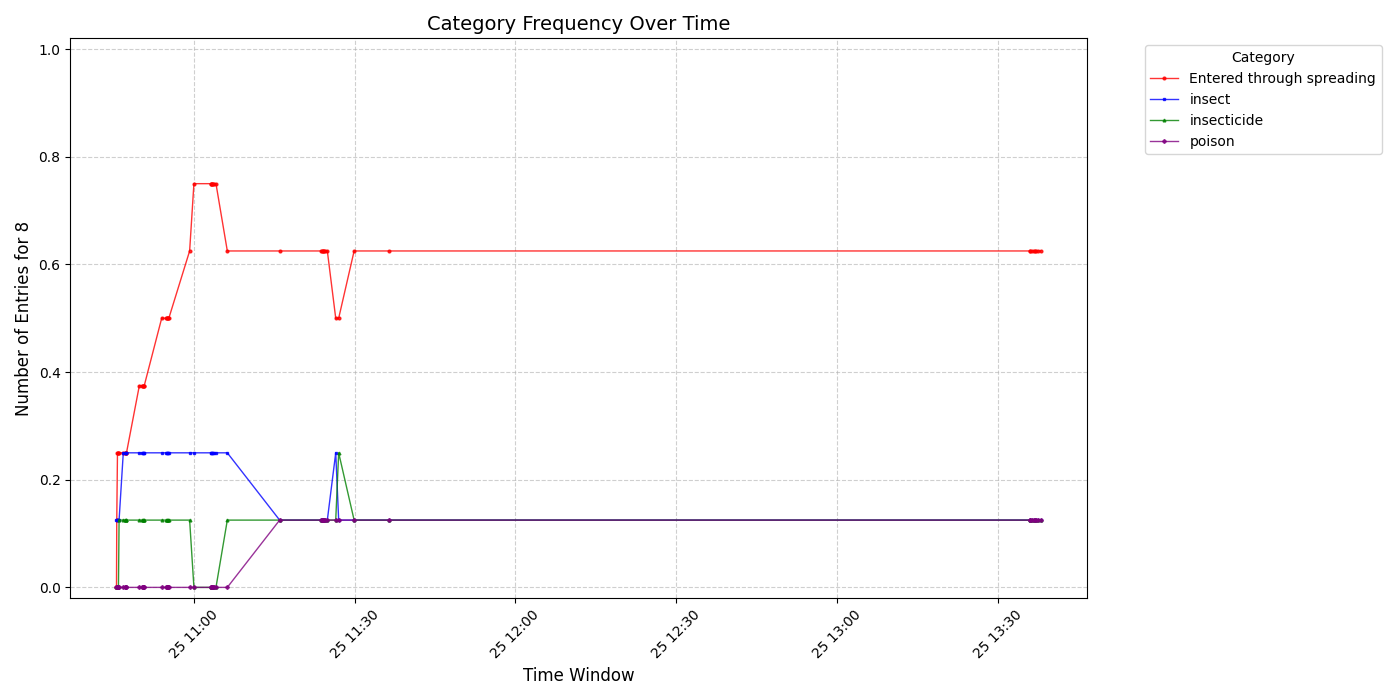 Category Frequency Over Time
Number of Entries for 8
1.0
0.8
0.6
0.4
0.2
0.0
25 11:00
25 11:30
25 12:00
25 12:30
25 13:00
25 13:30
Time Window
Category
Entered through spreading
insect
insecticide
poison